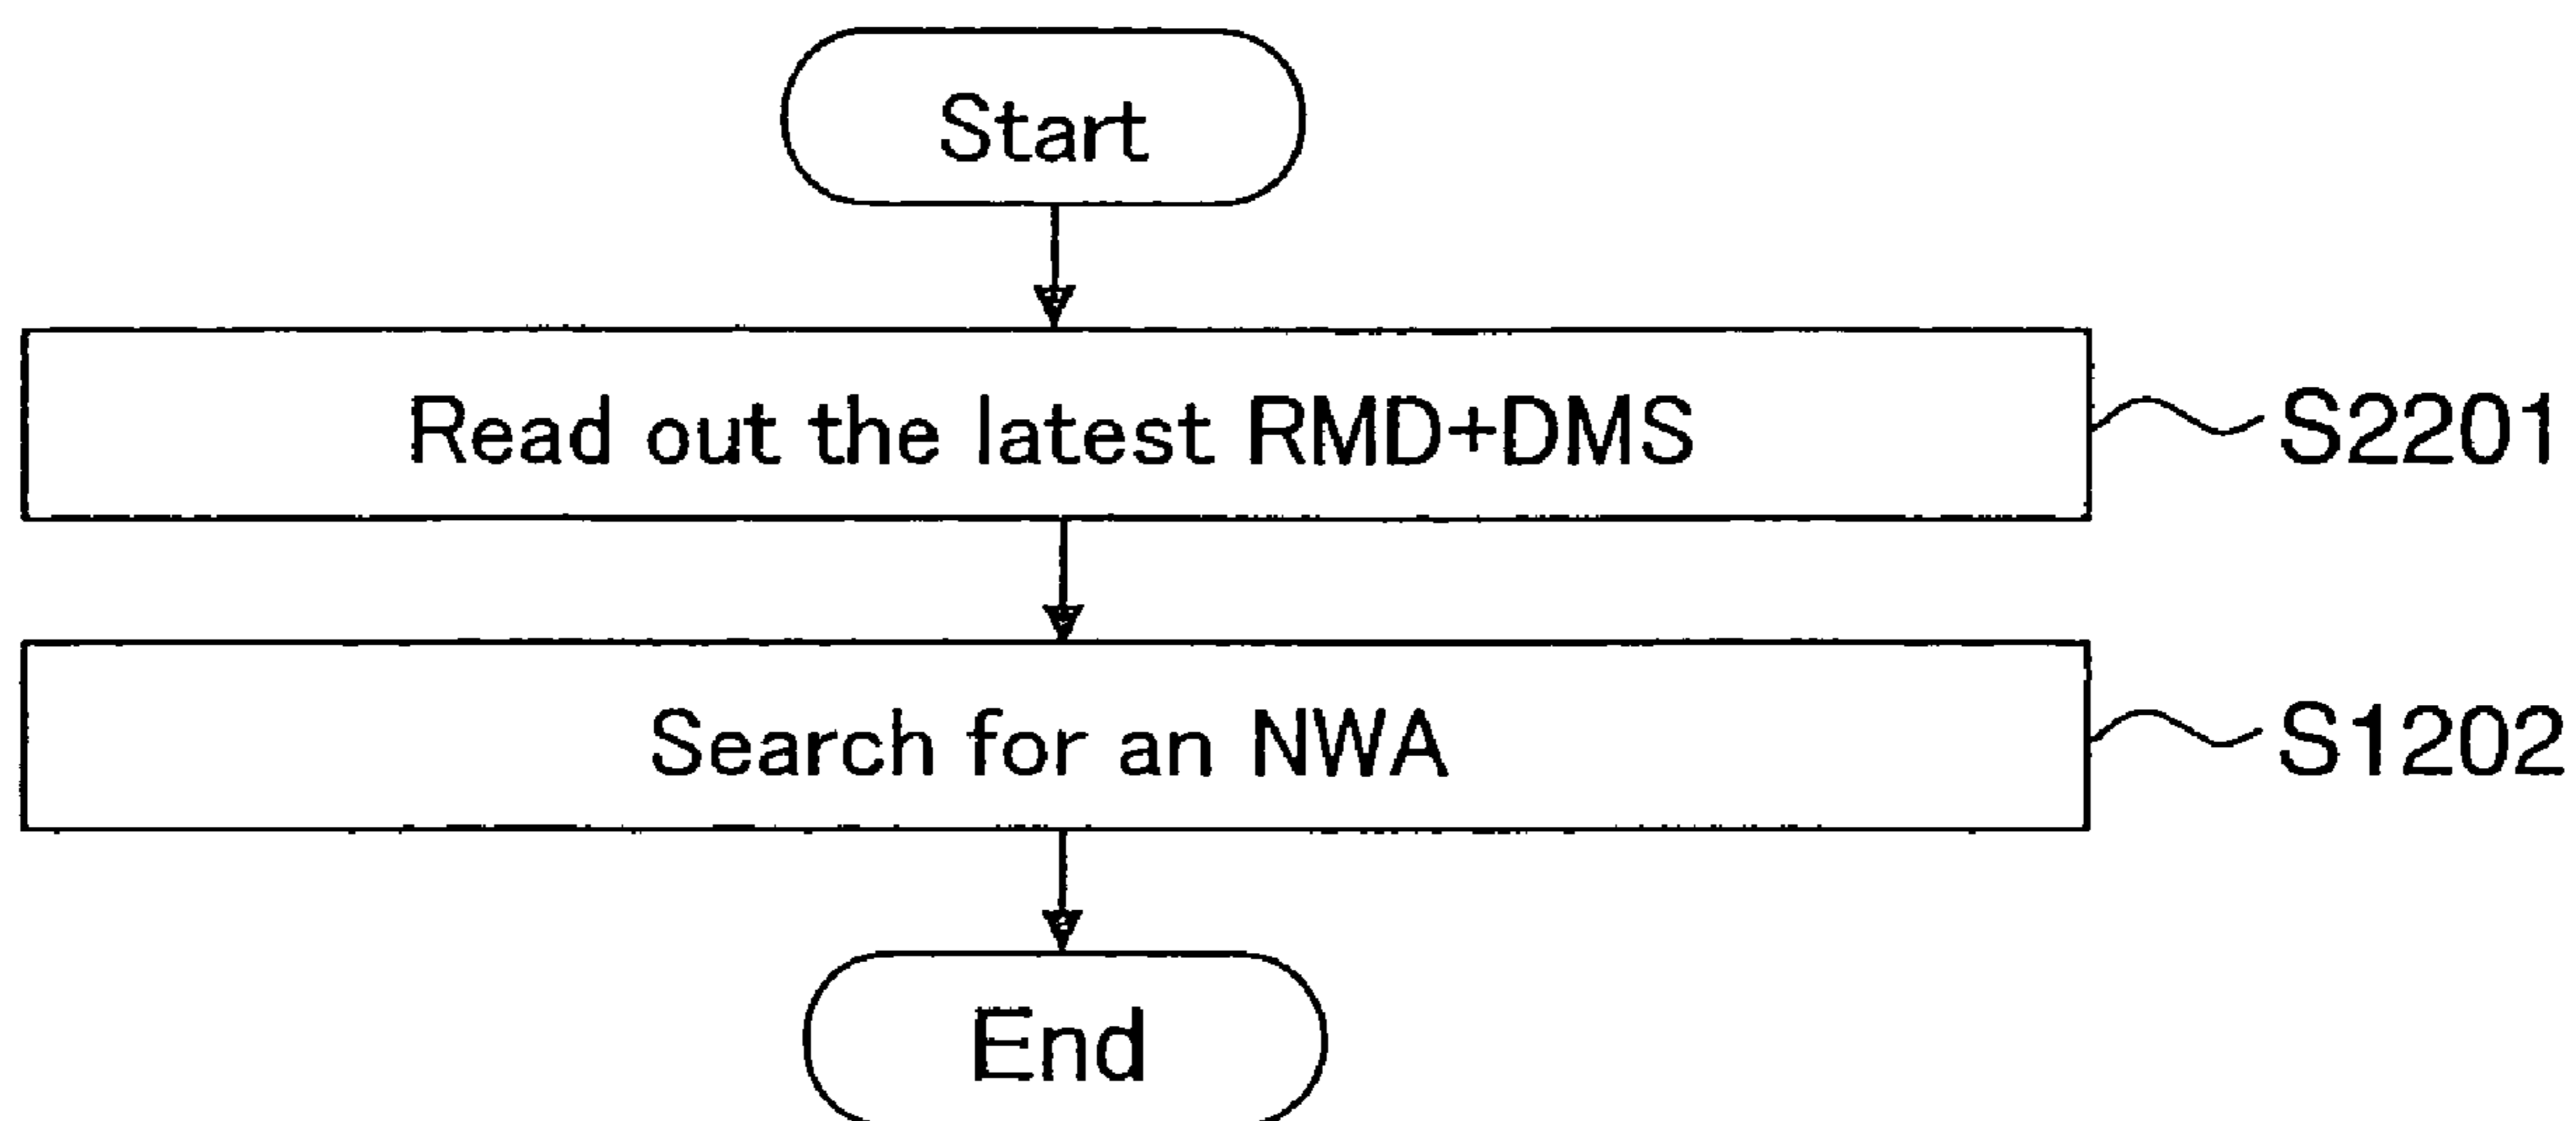 Start
Read out the latest RMD+DMS
S2201
Search for an NWA
S1202
End